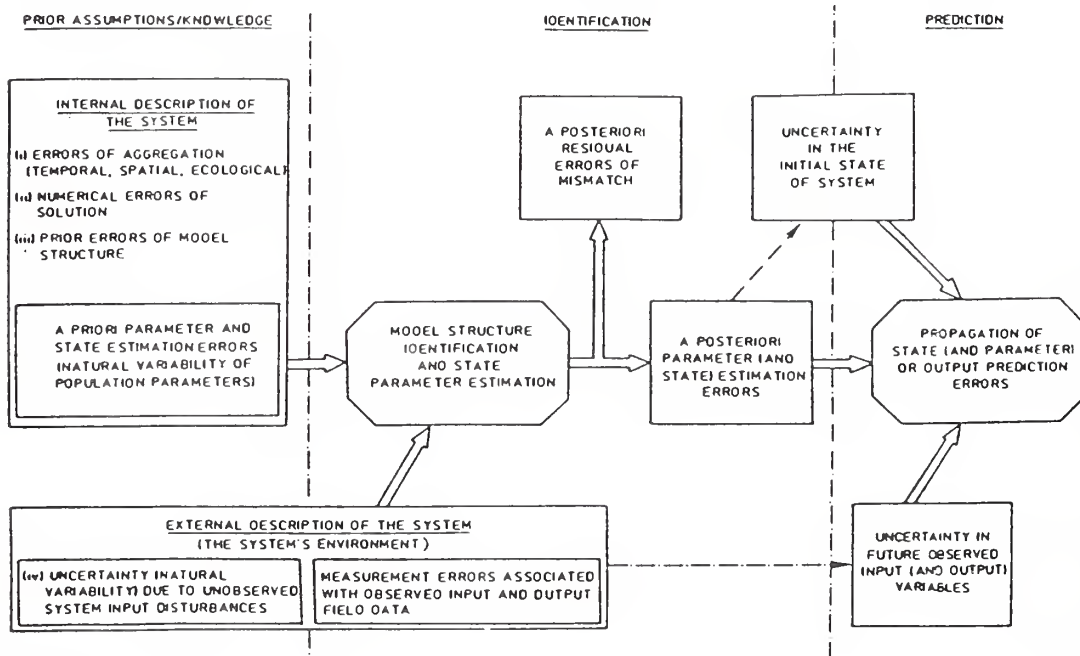 PRIOR ASSUMPTIONS/KNOWLEDGE
IDENTIFICATION
PREDICTION
INTERNAL DESCRIPTION OF
THE SYSTEM
(i) ERRORS OF AGGREGATION
(TEMPORAL, SPATIAL, ECOLOGICAL)
(ii) NUMERICAL ERRORS OF
SOLUTION
(iii) PRIOR ERRORS OF MODEL
STRUCTURE
A PRIORI PARAMETER AND
STATE ESTIMATION ERRORS
(NATURAL VARIABILITY OF
POPULATION PARAMETERS)
MODEL STRUCTURE
IDENTIFICATION
AND STATE
PARAMETER ESTIMATION
A POSTERIORI
RESIDUAL
ERRORS OF
MISMATCH
A POSTERIORI
PARAMETER (AND
STATE) ESTIMATION
ERRORS
UNCERTAINTY
IN THE
INITIAL STATE
OF SYSTEM
PROPAGATION OF
STATE (AND PARAMETER)
OR OUTPUT PREDICTION
ERRORS
EXTERNAL DESCRIPTION OF THE SYSTEM
(THE SYSTEM'S ENVIRONMENT)
(iv) UNCERTAINTY (NATURAL
VARIABILITY) DUE TO UNOBSERVED
SYSTEM INPUT DISTURBANCES
MEASUREMENT ERRORS ASSOCIATED
WITH OBSERVED INPUT AND OUTPUT
FIELD DATA
UNCERTAINTY IN
FUTURE OBSERVED
INPUT (AND OUTPUT)
VARIABLES